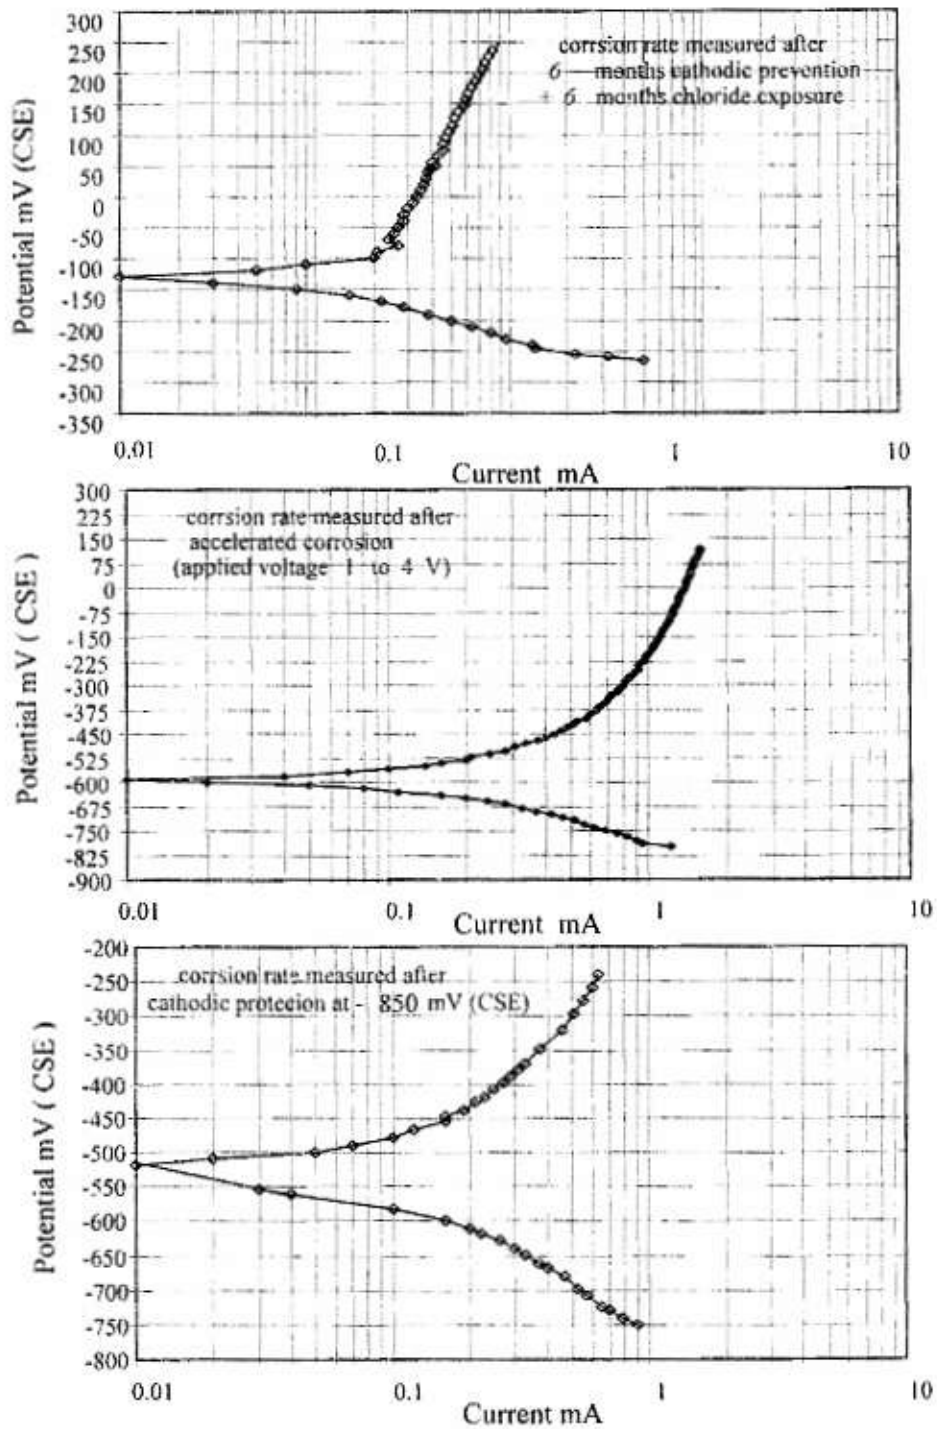 300
250
200
150
100
50
0
-50
-100
-150
-200
-250
-300
-350
Potential mV (CSE)
corrsion rate measured after
6 months cathodic prevention
+ 6 months chloride exposure
0.01 0.1 1 10
Current mA
300
225
150
75
0
-75
-150
-225
-300
-375
-450
-525
-600
-675
-750
-825
-900
Potential mV ( CSE )
corrsion rate measured after
accelerated corrosion
(applied voltage 1 to 4 V)
0.01 0.1 1 10
Current mA
-200
-250
-300
-350
-400
-450
-500
-550
-600
-650
-700
-750
-800
Potential mV ( CSE )
corrsion rate measured after
cathodic proteeion at - 850 mV (CSE)
0.01 0.1 1 10
Current mA